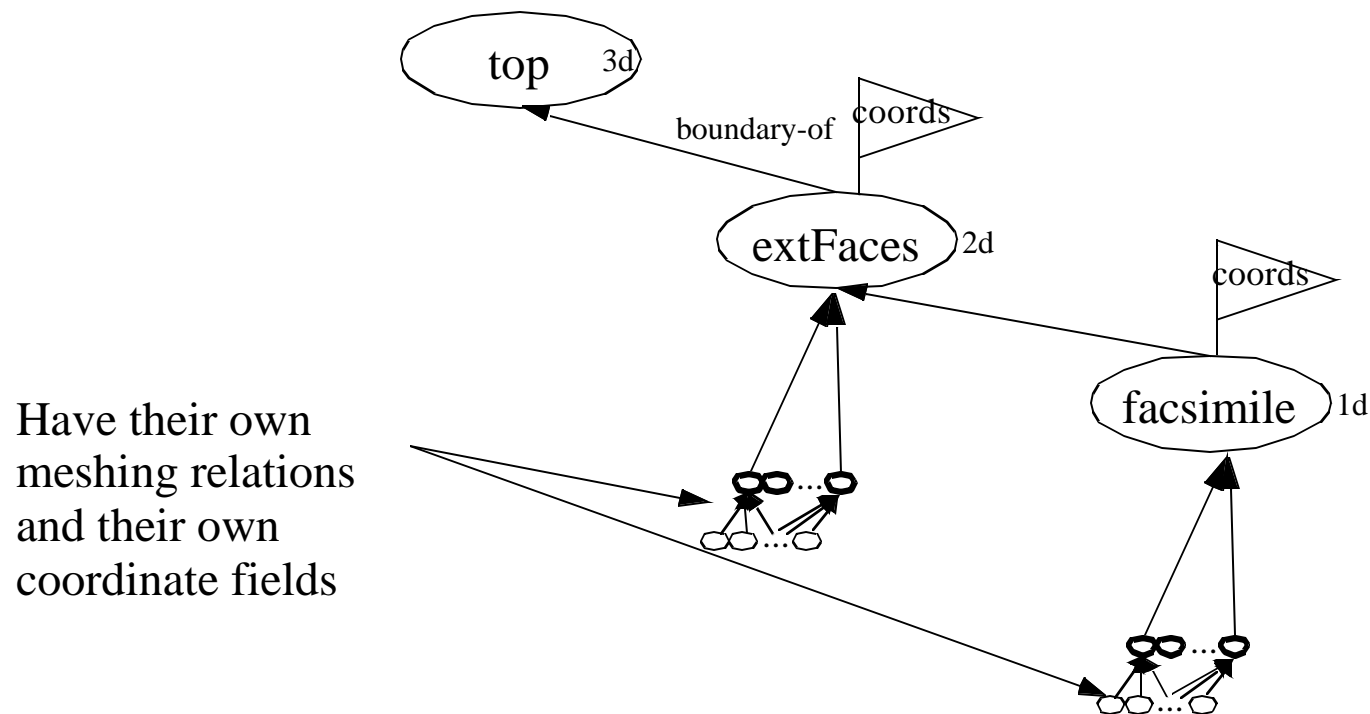 top
3d
boundary-of
coords
extFaces
2d
coords
facsimile
1d
Have their own
meshing relations
and their own
coordinate fields
...
...
...
...